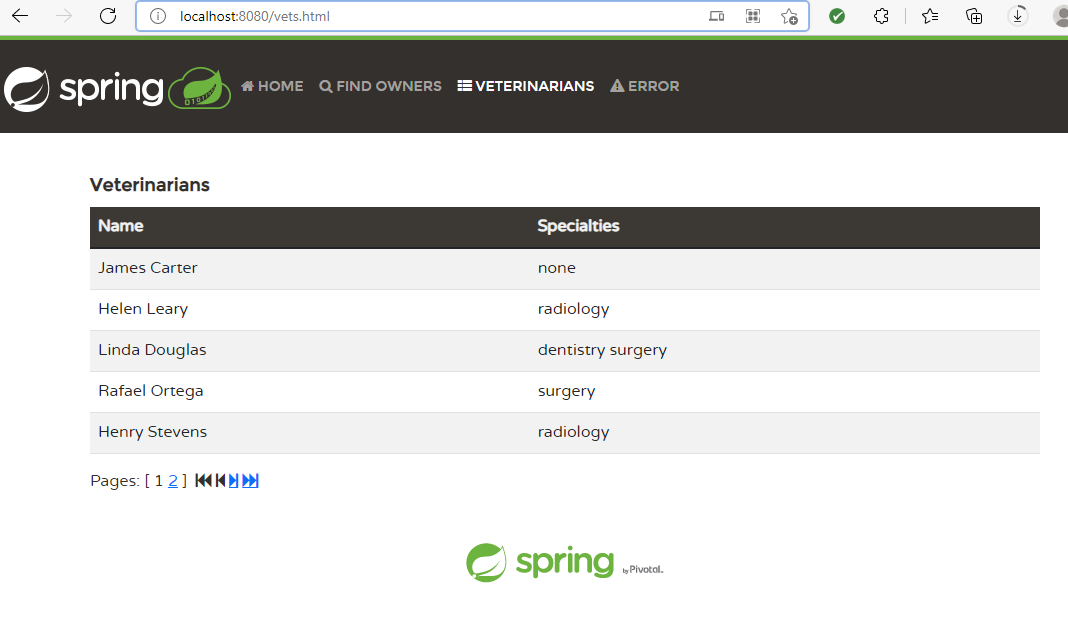 localhost:8080/vets.html
spring HOME FIND OWNERS VETERINARIANS ERROR
Veterinarians
Name Specialties
James Carter none
Helen Leary radiology
Linda Douglas dentistry surgery
Rafael Ortega surgery
Henry Stevens radiology
Pages: [ 1 2 ]
spring by Pivotal.